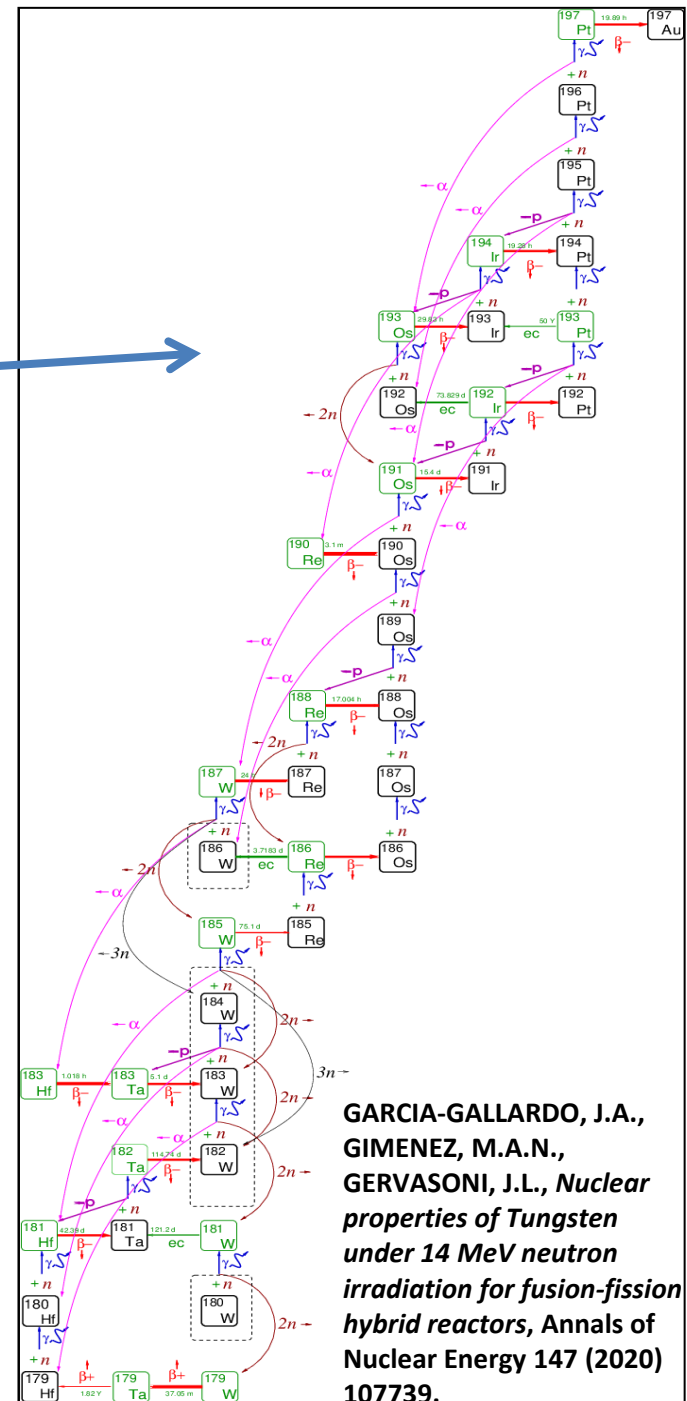 197 Pt 19.89 h β− 197 Au
+ n γ
196 Pt
+ n γ
195 Pt
← α
← α
+ n γ
−p
194 Ir 19.28 h β− 194 Pt
−p
+ n γ
+ n γ
193 Os 29.83 h β− 193 Ir ec 50 Y 193 Pt
+ n γ
−p
+ n γ
192 Os 73.829 d ec 192 Ir β− 192 Pt
← 2n
← α
−p
+ n γ
← α
191 Os 15.4 d β− 191 Ir
← α
+ n γ
190 Re 3.1 m β− 190 Os
+ n γ
189 Os
← α
← α
−p
+ n γ
188 Re 17.004 h β− 188 Os
← 2n
+ n γ
+ n γ
187 W 24 β− 187 Re 187 Os
+ n γ
+ n γ
186 W 3.7183 d ec 186 Re β− 186 Os
← 2n
← α
+ n γ
185 W 75.1 d β− 185 Re
← 3n
+ n γ
184 W
2n →
← α
−p
+ n γ
3n →
183 Hf 1.018 h β− 183 Ta 5.1 d β− 183 W
2n →
← α
← α
+ n γ
182 Ta 114.74 d β− 182 W
2n →
−p
+ n γ
181 Hf 42.39 d β− 181 Ta 121.2 d ec 181 W
+ n γ
+ n γ
180 Hf 180 W
2n →
+ n γ
179 Hf β+ 1.82 Y 179 Ta β+ 37.05 m 179 W
GARCIA-GALLARDO, J.A.,
GIMENEZ, M.A.N.,
GERVASONI, J.L., Nuclear
properties of Tungsten
under 14 MeV neutron
irradiation for fusion-fission
hybrid reactors, Annals of
Nuclear Energy 147 (2020)
107739.